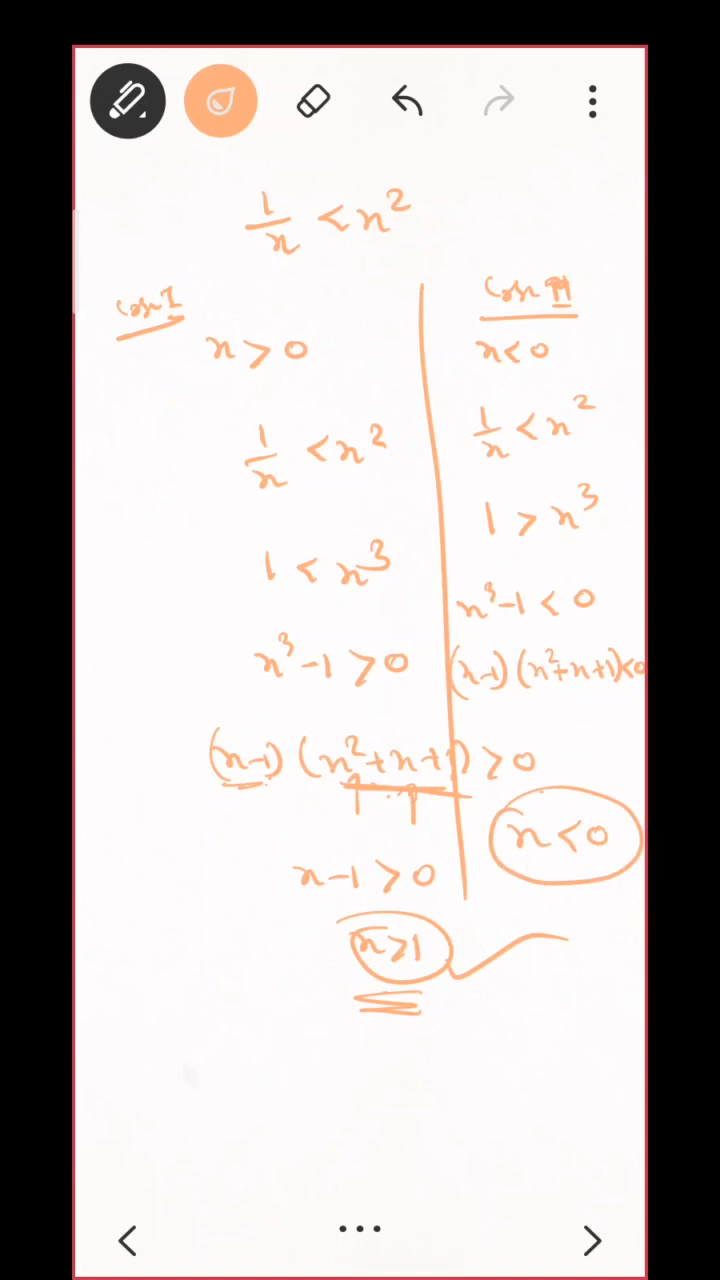 1/x < x²
Case I
x > 0
1/x < x²
1 < x³
x³ - 1 > 0
(x-1) (x²+x+1) > 0
x - 1 > 0
x > 1
Case II
x < 0
1/x < x²
1 > x³
x³ - 1 < 0
(x-1) (x²+x+1) < 0
x < 0